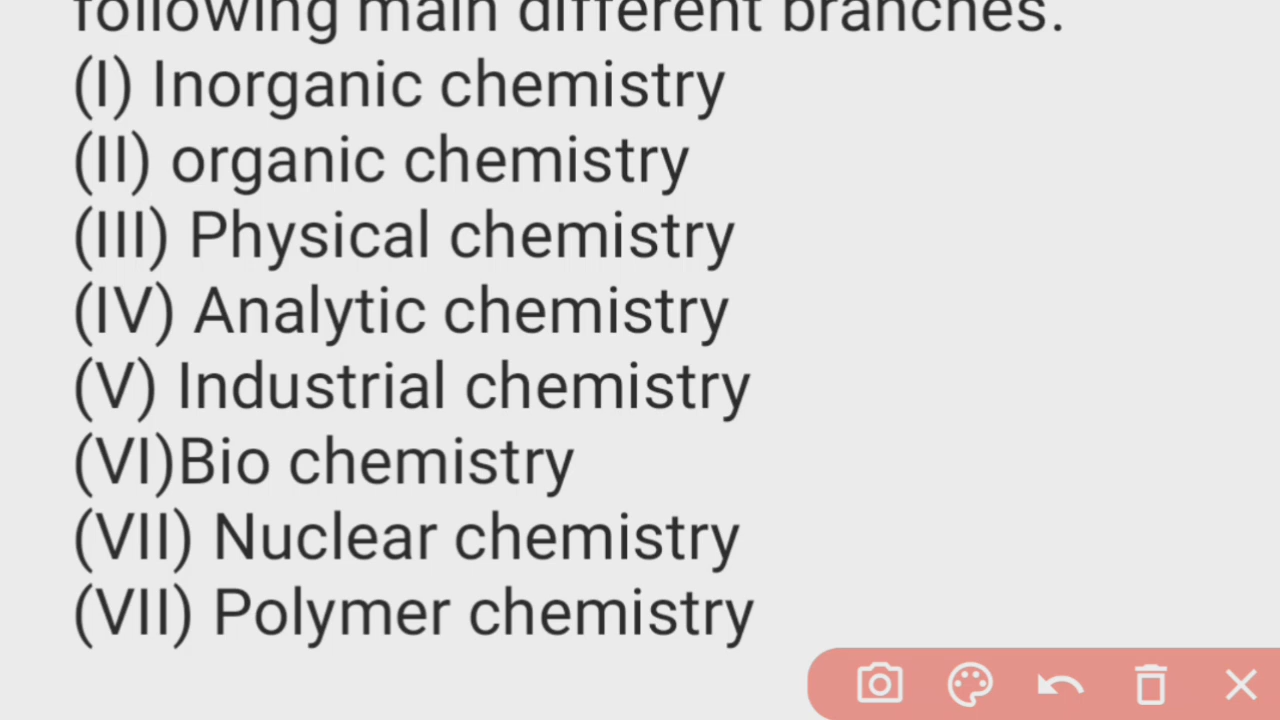 following main different branches.
(I) Inorganic chemistry
(II) organic chemistry
(III) Physical chemistry
(IV) Analytic chemistry
(V) Industrial chemistry
(VI)Bio chemistry
(VII) Nuclear chemistry
(VII) Polymer chemistry